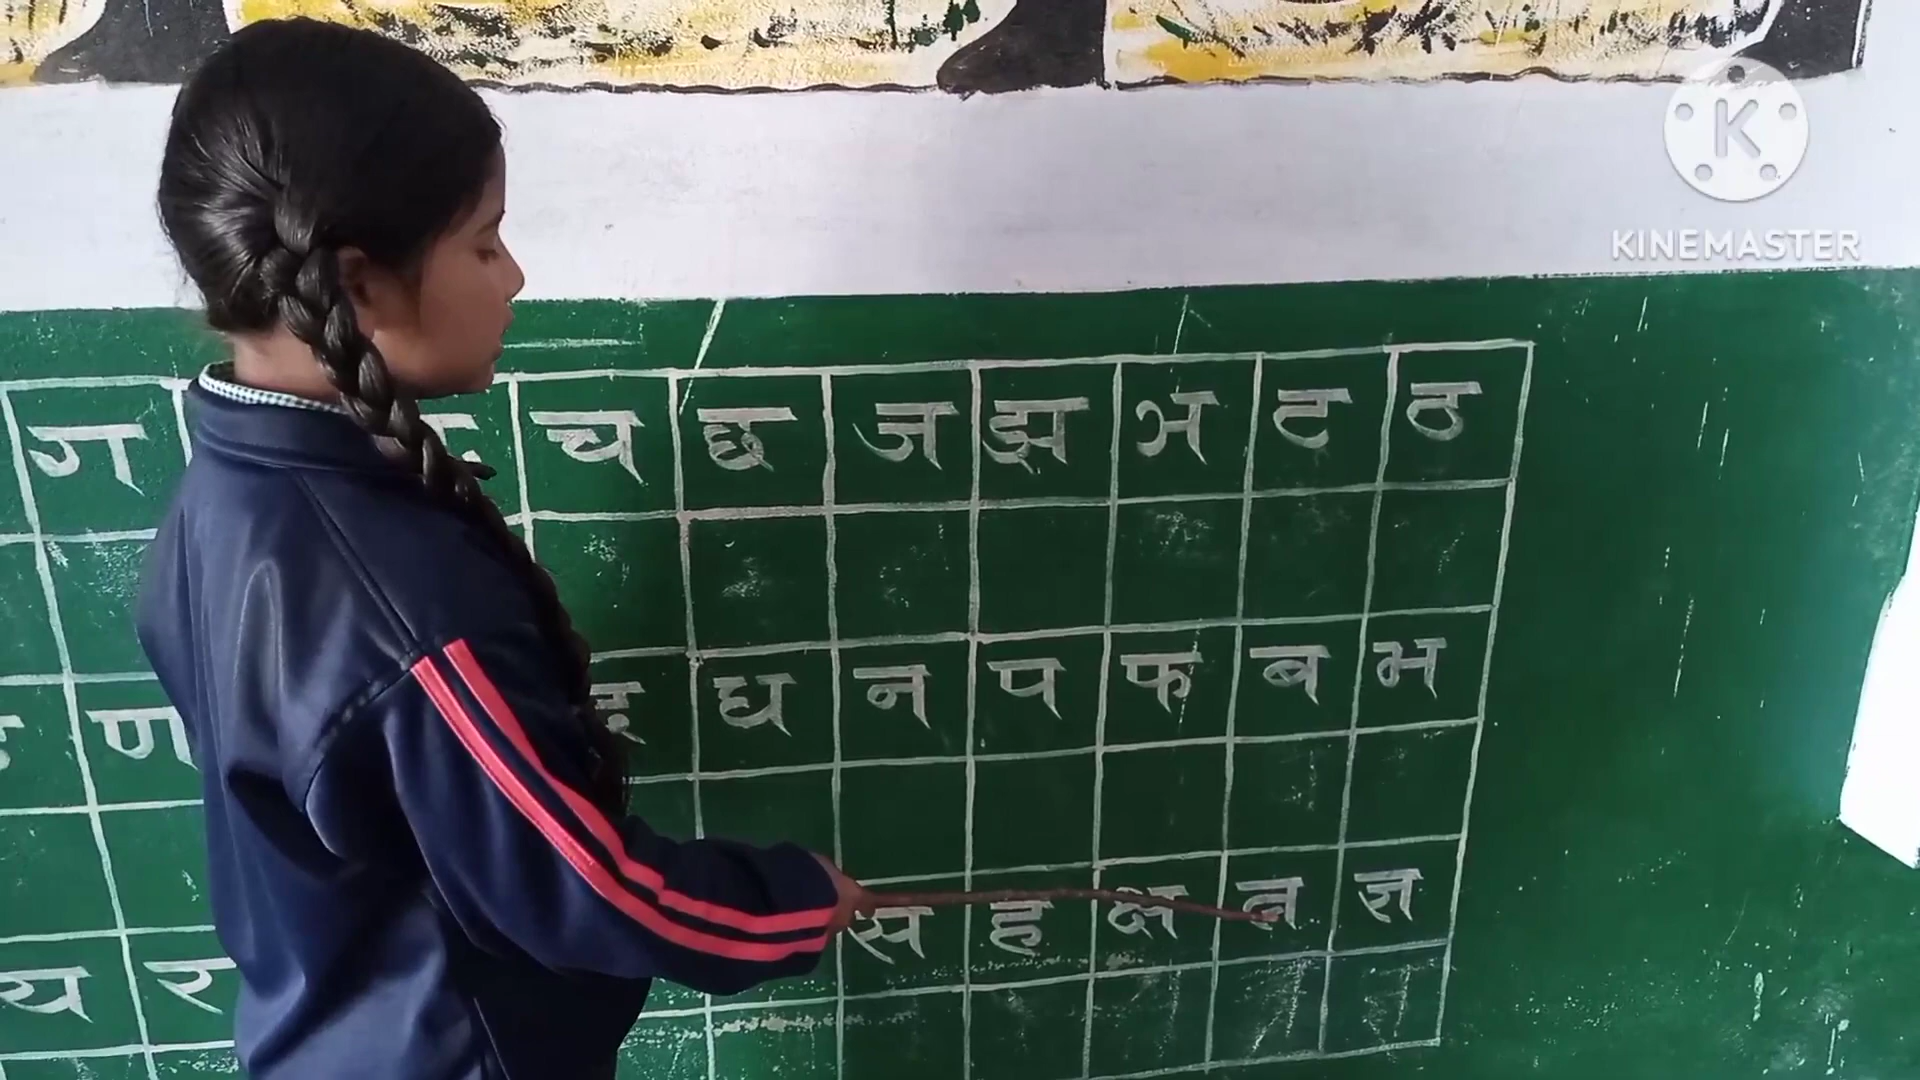 K
KINEMASTER
ग च छ ज झ ञ ट ठ
ण द ध न प फ ब भ
य र स ह क्ष त्र ज्ञ